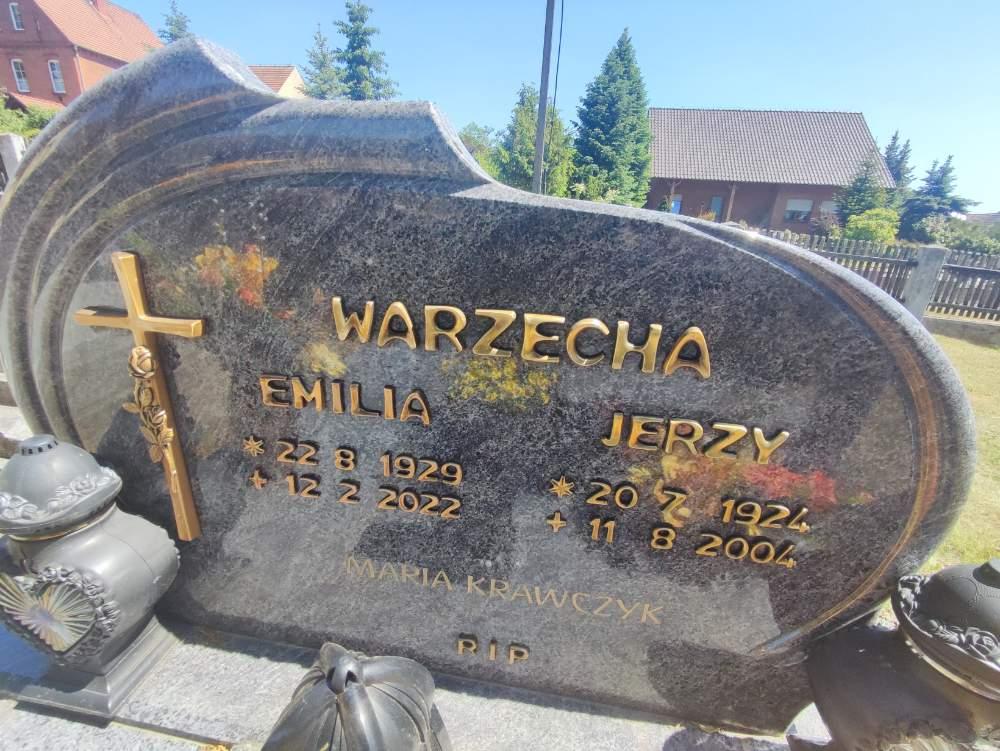 WARZECHA
EMILIA
* 22 8 1929
+ 12 2 2022
JERZY
* 20 7 1924
+ 11 8 2004
MARIA KRAWCZYK
RIP